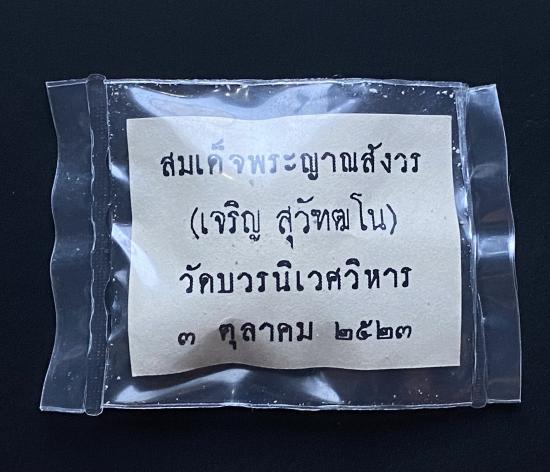 สมเด็จพระญาณสังวร
(เจริญ สุวัฑฒโน)
วัดบวรนิเวศวิหาร
๓ ตุลาคม ๒๕๒๓